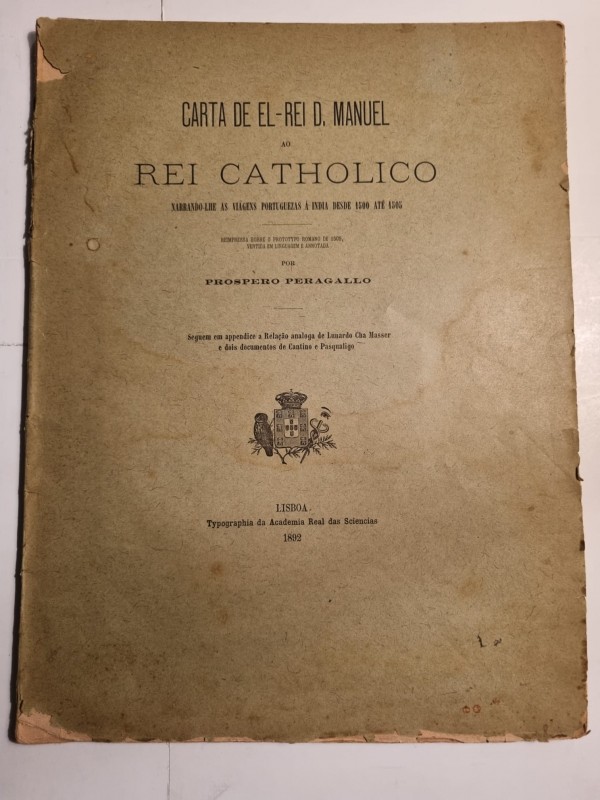 CARTA DE EL-REI D. MANUEL
AO
REI CATHOLICO
NARRANDO-LHE AS VIAGENS PORTUGUEZAS Á INDIA DESDE 1500 ATÉ 1505
REIMPRESSA SOBRE O PROTOTYPO ROMANO DE 1505,
VERTIDA EM LINGUAGEM E ANNOTADA
POR
PROSPERO PERAGALLO
Seguem em appendice a Relação analoga de Lunardo Cha Masser
e dois documentos de Cantino e Pasqualigo
LISBOA
Typographia da Academia Real das Sciencias
1892